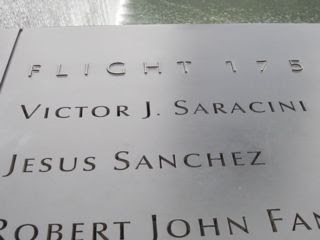 FLIGHT 175
VICTOR J. SARACINI
JESUS SANCHEZ
ROBERT JOHN